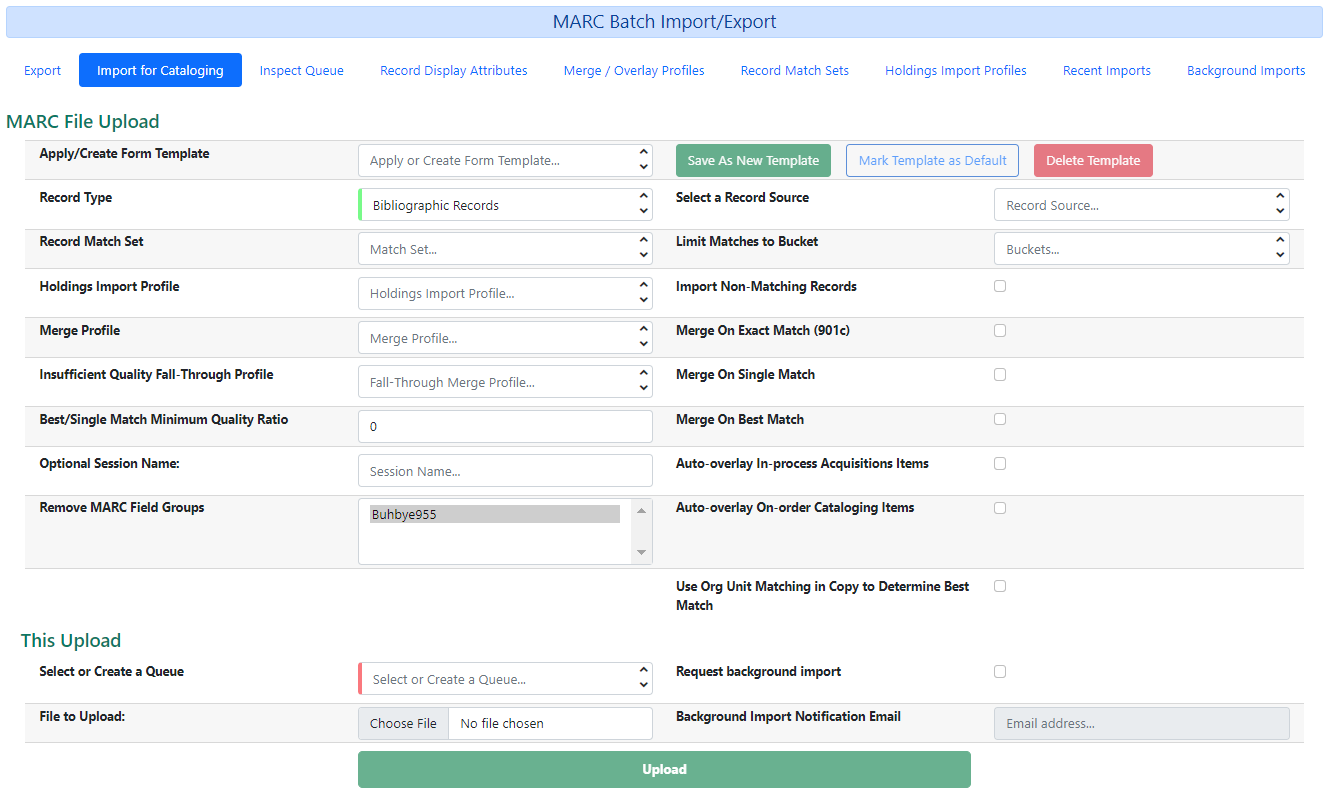 MARC Batch Import/Export
Export Import for Cataloging Inspect Queue Record Display Attributes Merge / Overlay Profiles Record Match Sets Holdings Import Profiles Recent Imports Background Imports
MARC File Upload
Apply/Create Form Template Apply or Create Form Template... Save As New Template Mark Template as Default Delete Template
Record Type Bibliographic Records Select a Record Source Record Source...
Record Match Set Match Set... Limit Matches to Bucket Buckets...
Holdings Import Profile Holdings Import Profile... Import Non-Matching Records
Merge Profile Merge Profile... Merge On Exact Match (901c)
Insufficient Quality Fall-Through Profile Fall-Through Merge Profile... Merge On Single Match
Best/Single Match Minimum Quality Ratio 0 Merge On Best Match
Optional Session Name: Session Name... Auto-overlay In-process Acquisitions Items
Remove MARC Field Groups Buhbye955 Auto-overlay On-order Cataloging Items
Use Org Unit Matching in Copy to Determine Best
Match
This Upload
Select or Create a Queue Select or Create a Queue... Request background import
File to Upload: Choose File No file chosen Background Import Notification Email Email address...
Upload